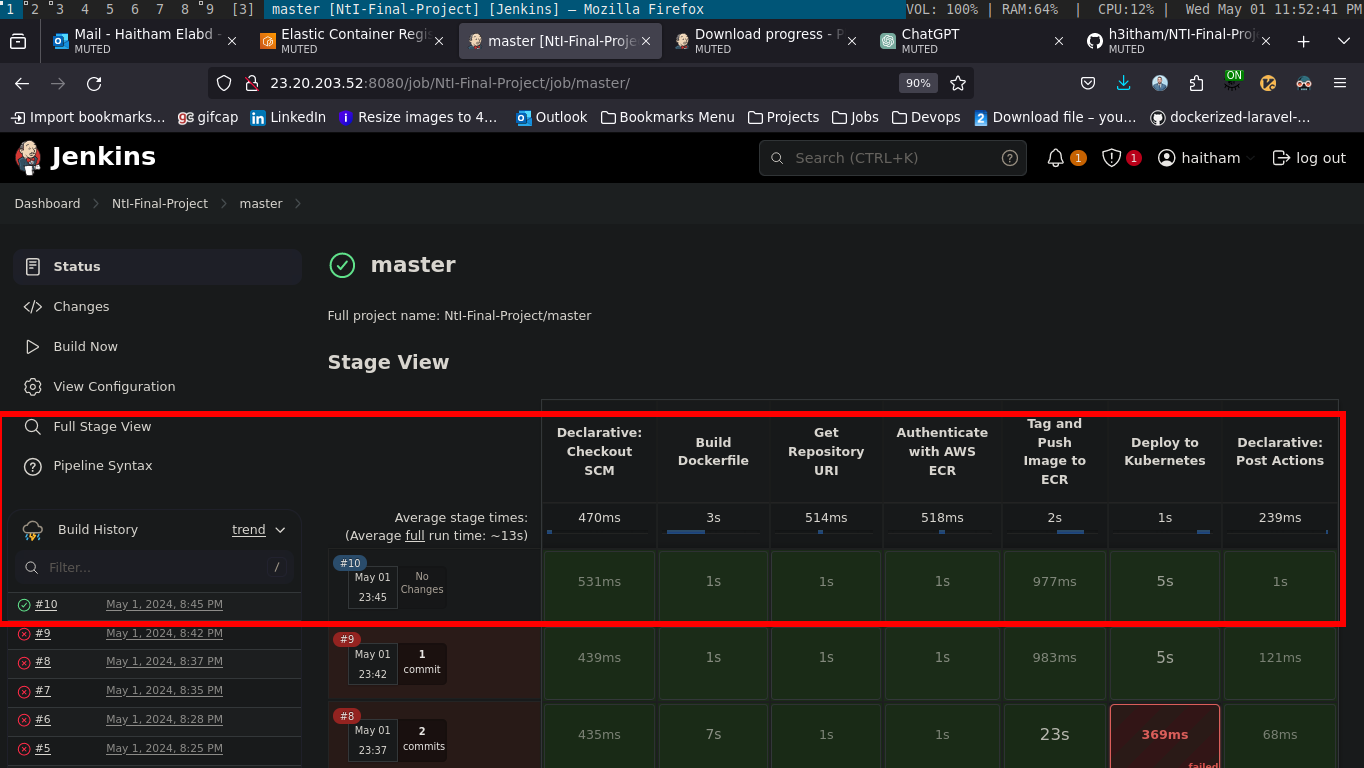 1 2 3 4 5 6 7 8 9 [3] master [NtI-Final-Project] [Jenkins] — Mozilla Firefox VOL: 100% | RAM:64% | CPU:12% | Wed May 01 11:52:41 PM
Mail - Haitham Elabd -
MUTED
Elastic Container Regis
MUTED
master [NtI-Final-Proje
Download progress - P
MUTED
ChatGPT
MUTED
h3itham/NTI-Final-Proj
MUTED
23.20.203.52:8080/job/NtI-Final-Project/job/master/ 90% ON
Import bookmarks... gc gifcap in LinkedIn i Resize images to 4... Outlook Bookmarks Menu Projects Jobs Devops 2 Download file – you... dockerized-laravel-...
Jenkins Search (CTRL+K) ? 1 1 haitham log out
Dashboard NtI-Final-Project master
Status
Changes
Build Now
View Configuration
Full Stage View
Pipeline Syntax
Build History trend
Filter... /
#10 May 1, 2024, 8:45 PM
#9 May 1, 2024, 8:42 PM
#8 May 1, 2024, 8:37 PM
#7 May 1, 2024, 8:35 PM
#6 May 1, 2024, 8:28 PM
#5 May 1, 2024, 8:25 PM
master
Full project name: NtI-Final-Project/master
Stage View
Declarative:
Checkout
SCM
Build
Dockerfile
Get
Repository
URI
Authenticate
with AWS
ECR
Tag and
Push
Image to
ECR
Deploy to
Kubernetes
Declarative:
Post Actions
Average stage times:
(Average full run time: ~13s)
470ms 3s 514ms 518ms 2s 1s 239ms
#10
May 01
23:45
No
Changes
531ms 1s 1s 1s 977ms 5s 1s
#9
May 01
23:42
1
commit
439ms 1s 1s 1s 983ms 5s 121ms
#8
May 01
23:37
2
commits
435ms 7s 1s 1s 23s 369ms 68ms
failed